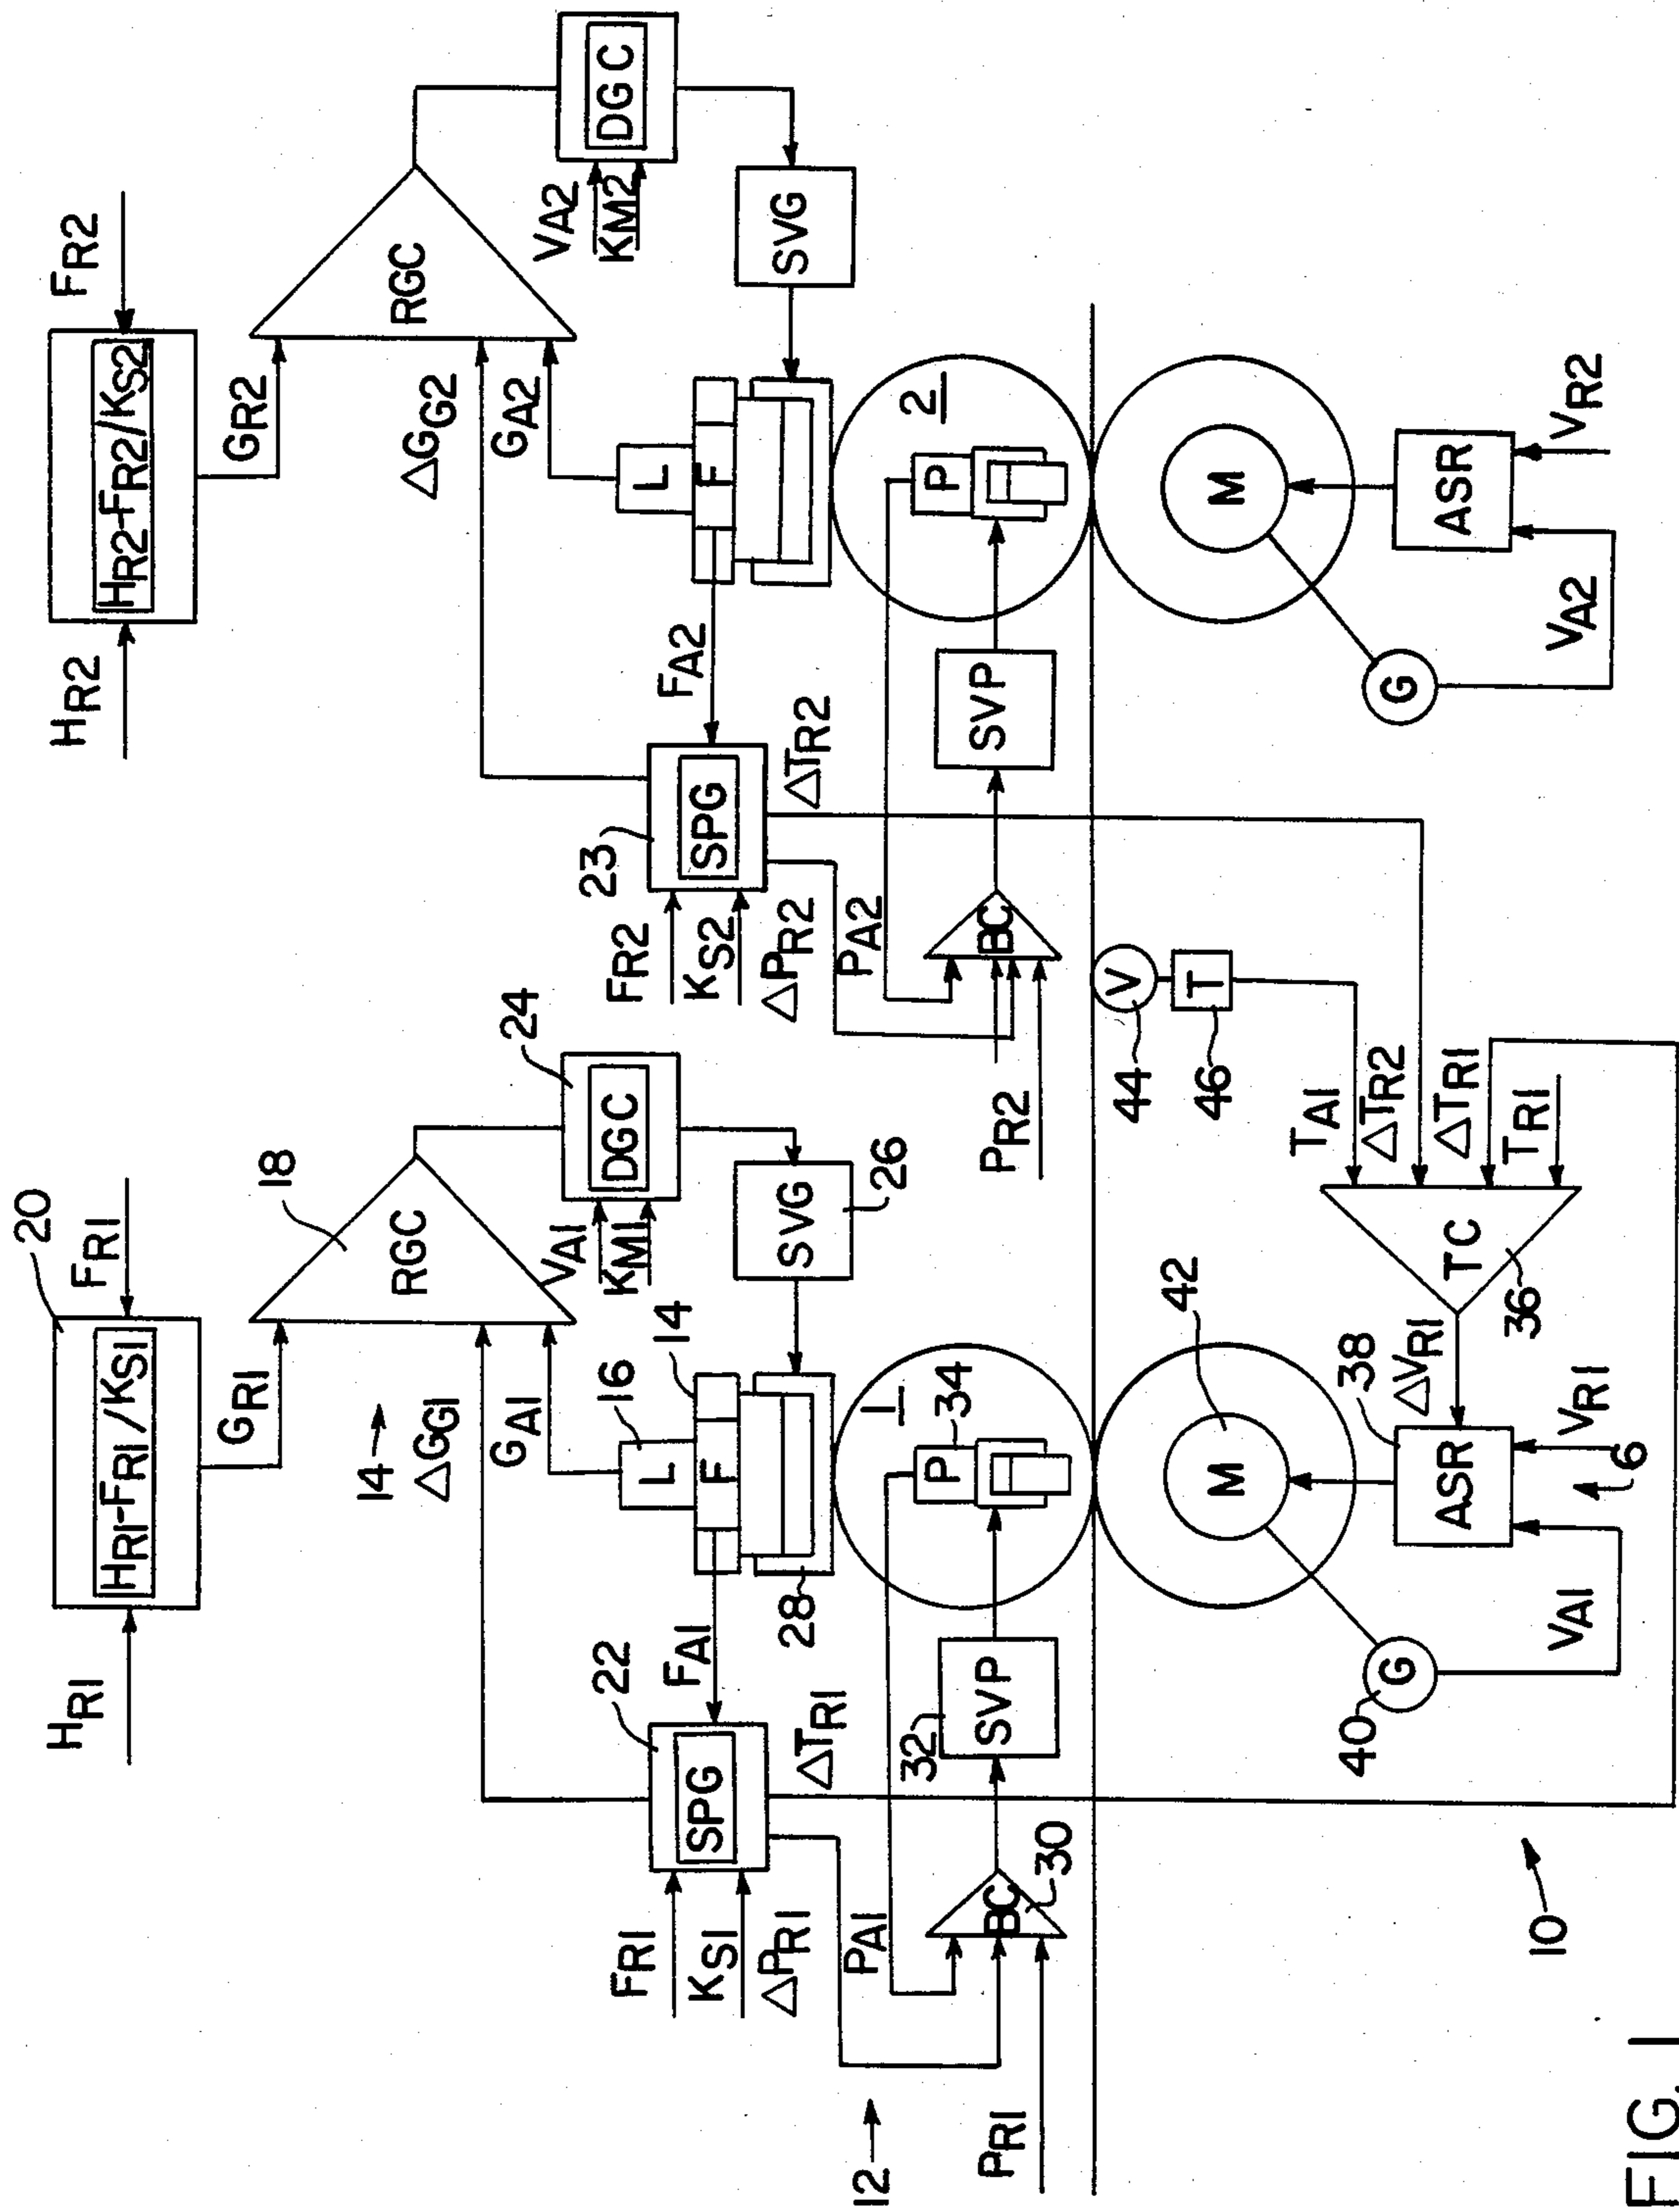 HR1
FR1
20
HR1-FR1/KS1
GR1
18
RGC
14
ΔGG1
GA1
VA1
KM1
24
DGC
SVG
26
16
14
L
F
28
FA1
22
SPG
FR1
KS1
ΔPR1
ΔTR1
PA1
12
PR1
BC
30
32
SVP
1
P
34
M
42
G
40
VA1
ASR
38
ΔVR1
VR1
6
TC
36
TA1
ΔTR2
ΔTR1
TR1
V
44
T
46
10
HR2
FR2
HR2-FR2/KS2
GR2
RGC
ΔGG2
GA2
VA2
KM2
DGC
SVG
L
F
FA2
23
SPG
FR2
KS2
ΔPR2
ΔTR2
PA2
PR2
BC
SVP
2
P
M
G
VA2
ASR
VR2
FIG. 1